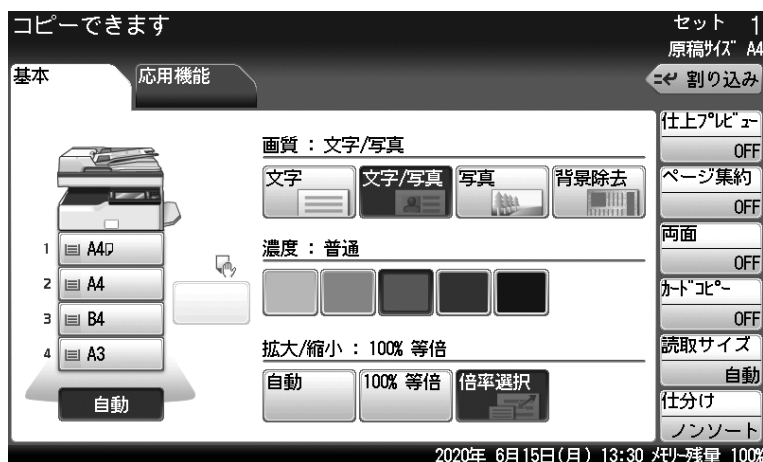 コピーできます
セット 1
原稿ｻｲｽﾞ A4
基本
応用機能
割り込み
画質：文字/写真
文字
文字/写真
写真
背景除去
濃度：普通
拡大/縮小：100% 等倍
自動
100% 等倍
倍率選択
1 A4
2 A4
3 B4
4 A3
自動
仕上ﾌﾟﾚﾋﾞｭｰ
OFF
ページ集約
OFF
両面
OFF
ｶｰﾄﾞｺﾋﾟｰ
OFF
読取サイズ
自動
仕分け
ノンソート
2020年 6月15日(月) 13:30 ﾒﾓﾘｰ残量 100%